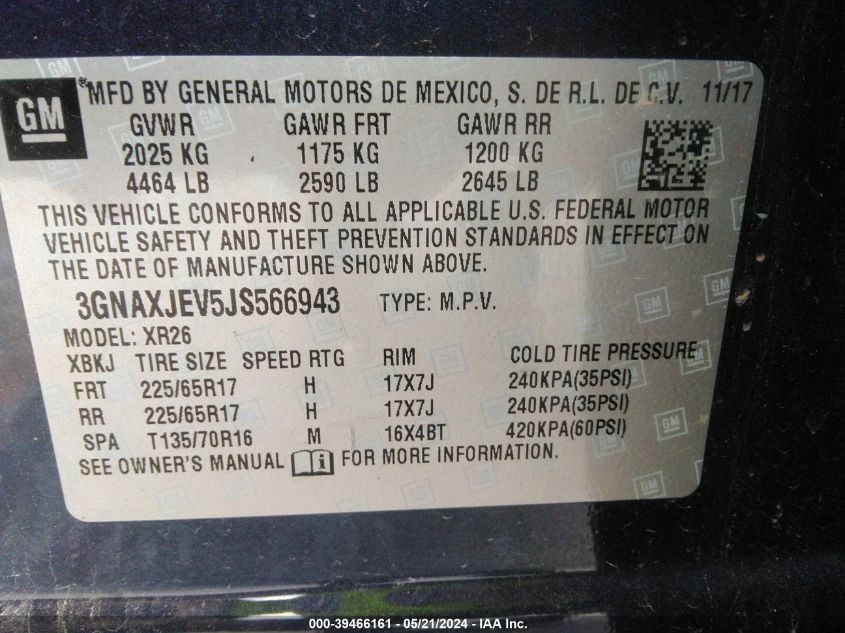 GM
® MFD BY GENERAL MOTORS DE MEXICO, S. DE R.L. DE C.V. 11/17
GVWR GAWR FRT GAWR RR
2025 KG 1175 KG 1200 KG
4464 LB 2590 LB 2645 LB
THIS VEHICLE CONFORMS TO ALL APPLICABLE U.S. FEDERAL MOTOR
VEHICLE SAFETY AND THEFT PREVENTION STANDARDS IN EFFECT ON
THE DATE OF MANUFACTURE SHOWN ABOVE.
3GNAXJEV5JS566943 TYPE: M.P.V.
MODEL: XR26
XBKJ TIRE SIZE SPEED RTG RIM COLD TIRE PRESSURE
FRT 225/65R17 H 17X7J 240KPA(35PSI)
RR 225/65R17 H 17X7J 240KPA(35PSI)
SPA T135/70R16 M 16X4BT 420KPA(60PSI)
SEE OWNER'S MANUAL FOR MORE INFORMATION.
000-39466161 - 05/21/2024 - IAA Inc.